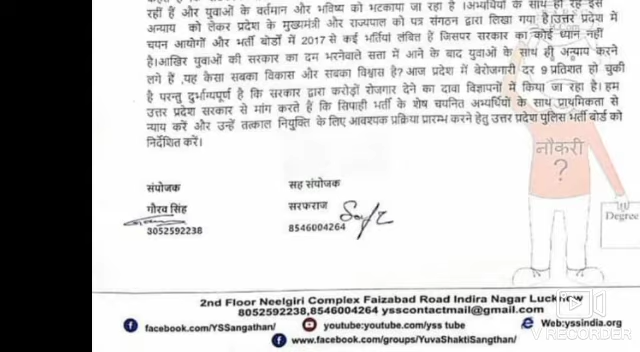 रहीं हैं और युवाओं के वर्तमान और भविष्य को भटकाया जा रहा है।अभ्यर्थियों के साथ हो रहे इस
अन्याय को लेकर प्रदेश के मुख्यमंत्री और राज्यपाल को पत्र संगठन द्वारा लिखा गया है।उत्तर प्रदेश में
चयन आयोगों और भर्ती बोर्डो में 2017 से कई भर्तियां लंबित हैं जिसपर सरकार का कोई ध्यान नहीं
है।आखिर युवाओं की सरकार का दम भरनेवाले सत्ता में आने के बाद युवाओं के साथ ही अन्याय करने
लगे हैं ,यह कैसा सबका विकास और सबका विश्वास है? आज प्रदेश में बेरोजगारी दर 9 प्रतिशत हो चुकी
है परन्तु दुर्भाग्यपूर्ण है कि सरकार द्वारा करोड़ों रोजगार देने का दावा विज्ञापनों में किया जा रहा है। हम
उत्तर प्रदेश सरकार से मांग करते हैं कि सिपाही भर्ती के शेष चयनित अभ्यर्थियों के साथ प्राथमिकता से
न्याय करें और उन्हें तत्काल नियुक्ति के लिए आवश्यक प्रक्रिया प्रारम्भ करने हेतु उत्तर प्रदेश पुलिस भर्ती बोर्ड को
निर्देशित करें।
नौकरी
?
Degree
संयोजक
सह संयोजक
गौरव सिंह
सरफराज
8052592238
8546004264
2nd Floor Neelgiri Complex Faizabad Road Indira Nagar Lucknow
8052592238,8546004264 ysscontactmail@gmail.com
facebook.com/YSSangathan/
youtube:youtube.com/yss tube
Web:yssindia.org
www.facebook.com/groups/YuvaShaktiSangthan/
V RECORDER